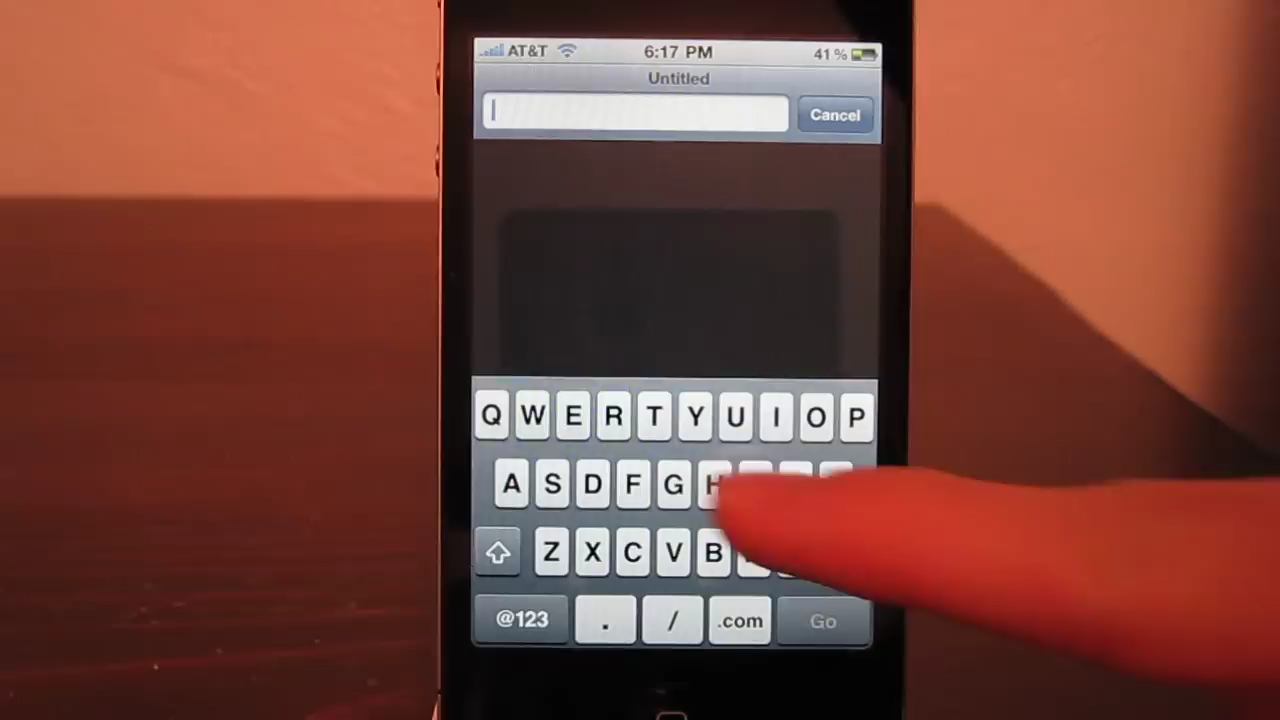 AT&T 6:17 PM 41%
Untitled
Cancel
Q W E R T Y U I O P
A S D F G H
Z X C V B
@123 . / .com Go